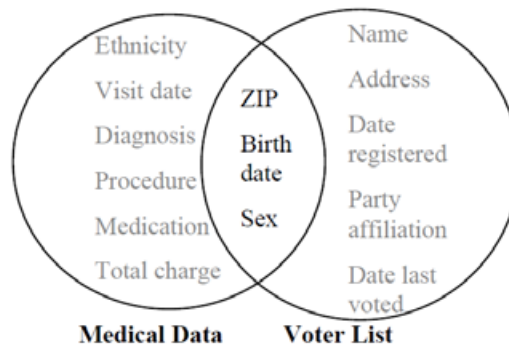 Ethnicity
Visit date
Diagnosis
Procedure
Medication
Total charge
ZIP
Birth
date
Sex
Name
Address
Date
registered
Party
affiliation
Date last
voted
Medical Data
Voter List